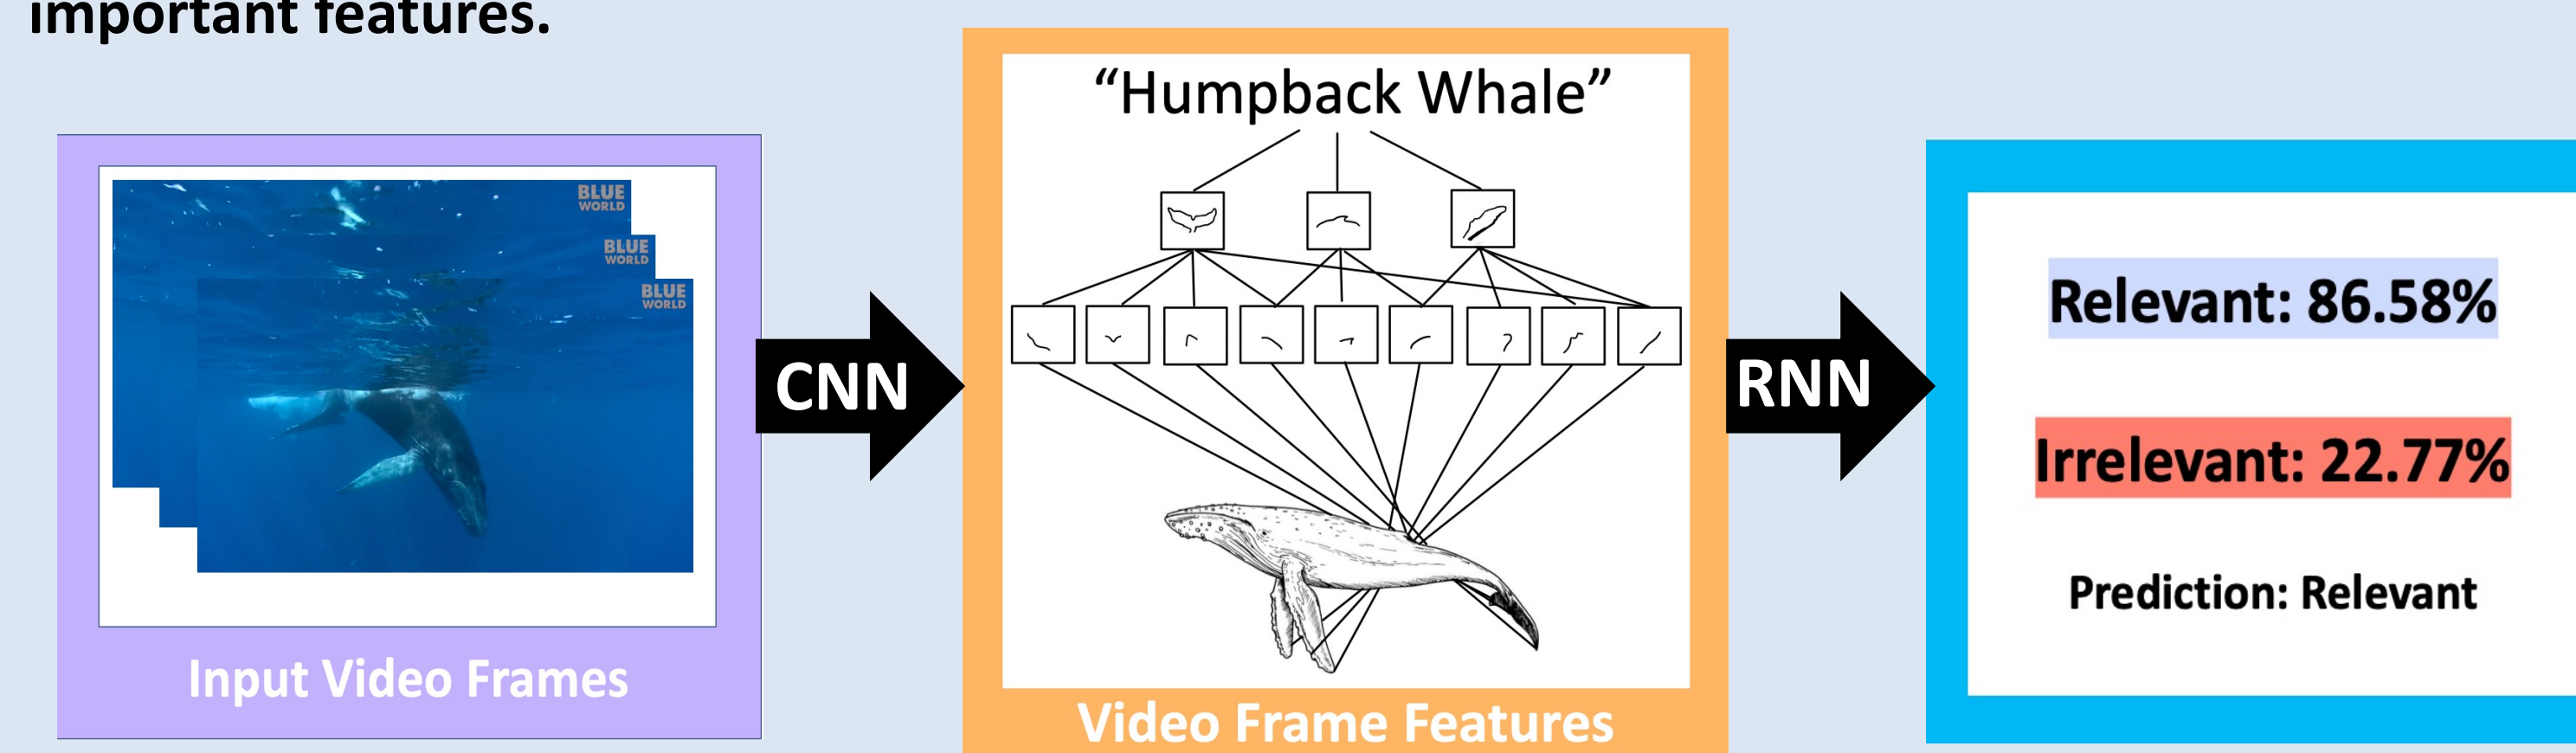 important features.
BLUE
WORLD
BLUE
WORLD
BLUE
WORLD
Input Video Frames
CNN
“Humpback Whale”
Video Frame Features
RNN
Relevant: 86.58%
Irrelevant: 22.77%
Prediction: Relevant